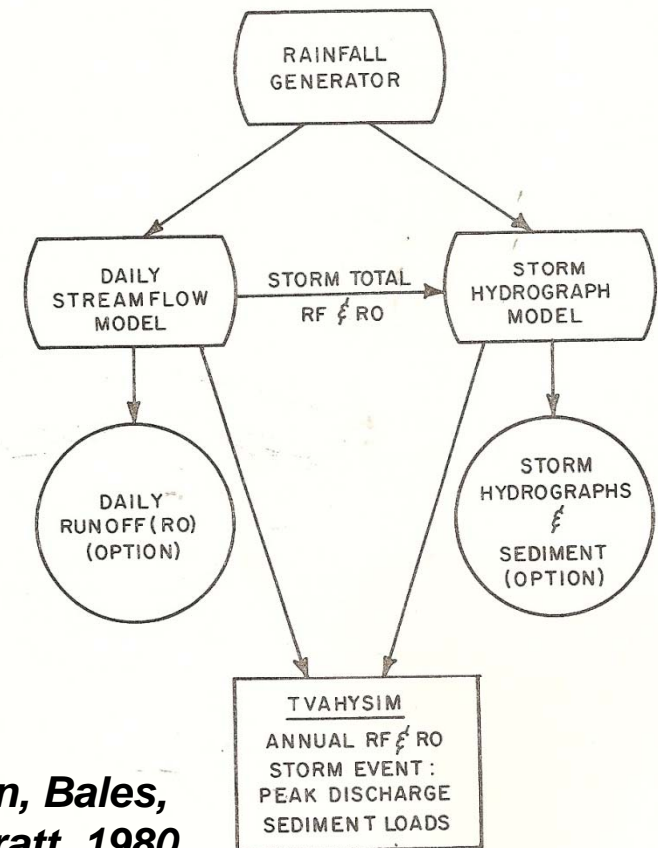 RAINFALL
GENERATOR
DAILY
STREAMFLOW
MODEL
STORM TOTAL
RF & RO
STORM
HYDROGRAPH
MODEL
DAILY
RUNOFF (RO)
(OPTION)
STORM
HYDROGRAPHS
&
SEDIMENT
(OPTION)
TVAHYSIM
ANNUAL RF & RO
STORM EVENT:
PEAK DISCHARGE
SEDIMENT LOADS
Bales,
1980